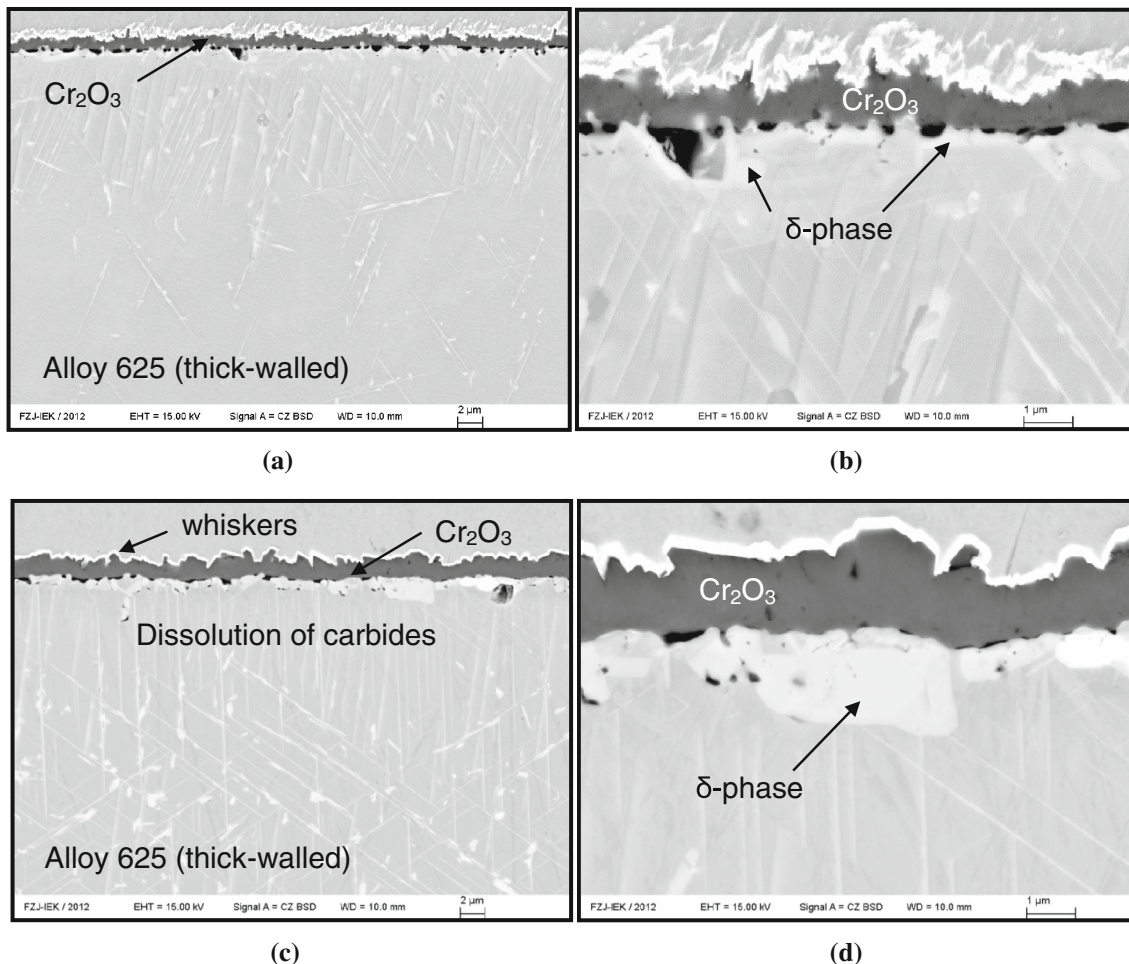 Cr₂O₃
Alloy 625 (thick-walled)
FZJ-IEK / 2012 EHT = 15.00 kV Signal A = CZ BSD WD = 10.0 mm 2 µm
(a)
Cr₂O₃
δ-phase
FZJ-IEK / 2012 EHT = 15.00 kV Signal A = CZ BSD WD = 10.0 mm 1 µm
(b)
whiskers
Cr₂O₃
Dissolution of carbides
Alloy 625 (thick-walled)
FZJ-IEK / 2012 EHT = 15.00 kV Signal A = CZ BSD WD = 10.0 mm 2 µm
(c)
Cr₂O₃
δ-phase
FZJ-IEK / 2012 EHT = 15.00 kV Signal A = CZ BSD WD = 10.0 mm 1 µm
(d)